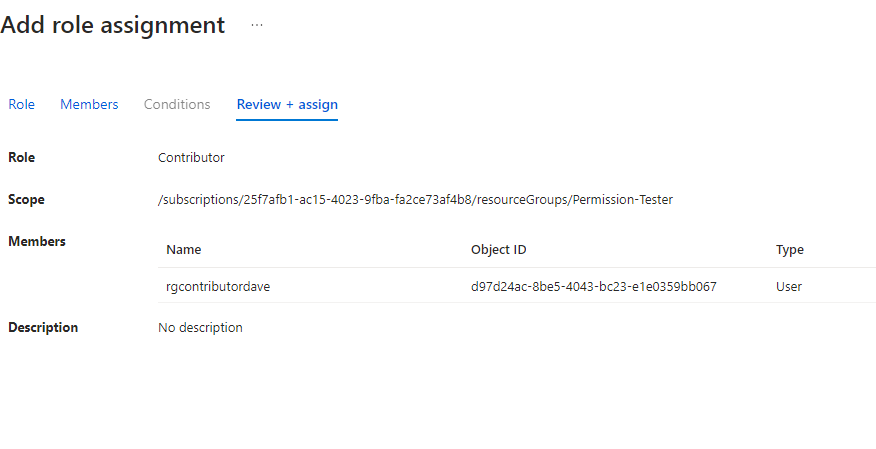 Add role assignment ...
Role Members Conditions Review + assign
Role Contributor
Scope /subscriptions/25f7afb1-ac15-4023-9fba-fa2ce73af4b8/resourceGroups/Permission-Tester
Members
Name Object ID Type
rgcontributordave d97d24ac-8be5-4043-bc23-e1e0359bb067 User
Description No description